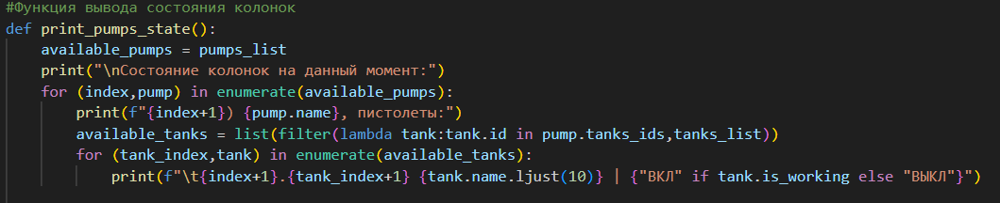 #Функция вывода состояния колонок
def print_pumps_state():
    available_pumps = pumps_list
    print("\nСостояние колонок на данный момент:")
    for (index,pump) in enumerate(available_pumps):
        print(f"{index+1}) {pump.name}, пистолеты:")
        available_tanks = list(filter(lambda tank:tank.id in pump.tanks_ids,tanks_list))
        for (tank_index,tank) in enumerate(available_tanks):
            print(f"\t{index+1}.{tank_index+1} {tank.name.ljust(10)} | {"ВКЛ" if tank.is_working else "ВЫКЛ"}")